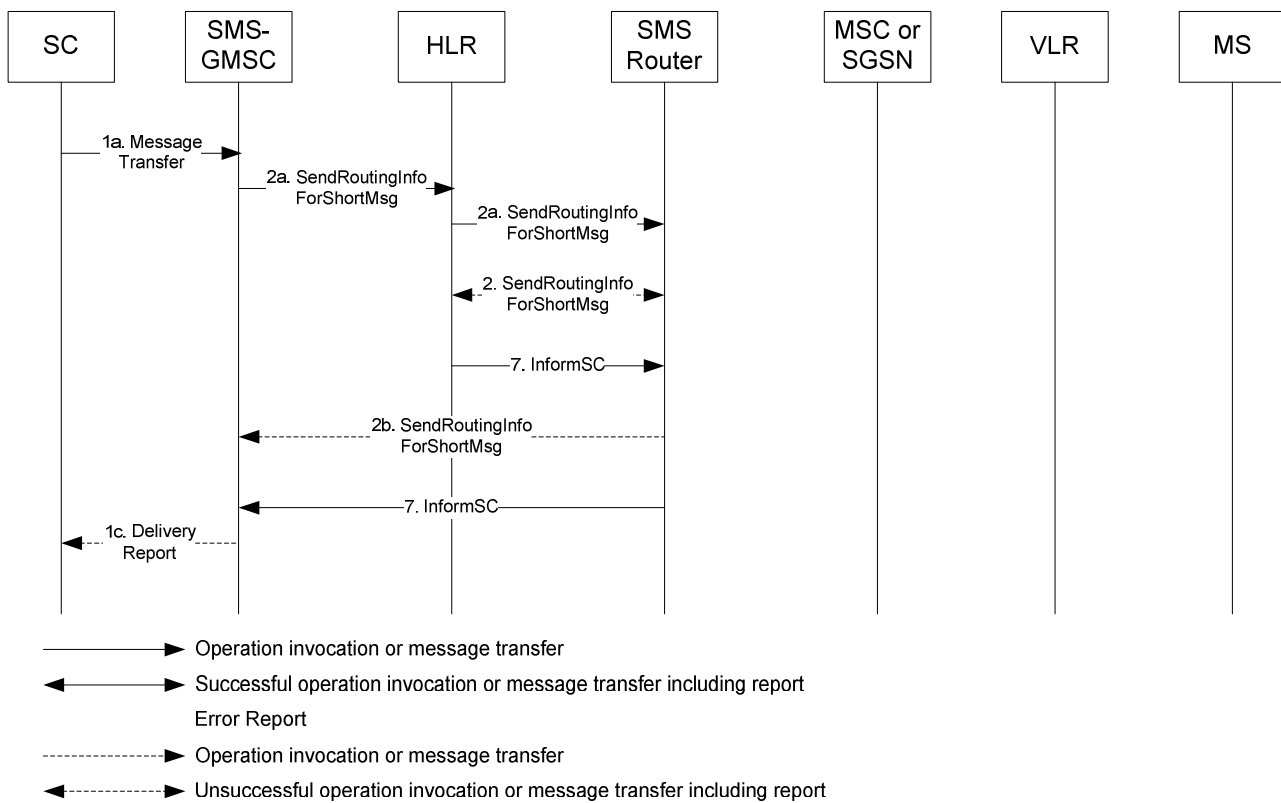 SC
SMS-
GMSC
HLR
SMS
Router
MSC or
SGSN
VLR
MS
1a. Message
Transfer
2a. SendRoutingInfo
ForShortMsg
2a. SendRoutingInfo
ForShortMsg
2. SendRoutingInfo
ForShortMsg
7. InformSC
2b. SendRoutingInfo
ForShortMsg
7. InformSC
1c. Delivery
Report
Operation invocation or message transfer
Successful operation invocation or message transfer including report
Error Report
Operation invocation or message transfer
Unsuccessful operation invocation or message transfer including report